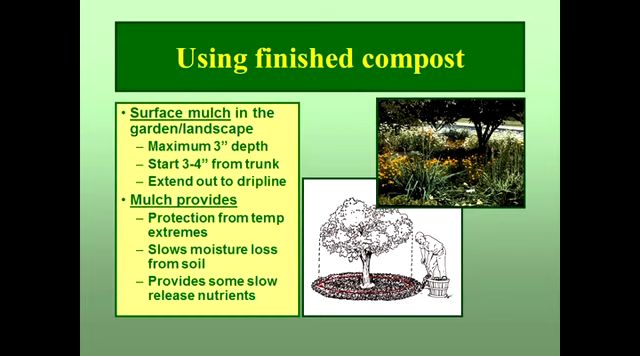 Using finished compost
• Surface mulch in the
garden/landscape
– Maximum 3” depth
– Start 3-4” from trunk
– Extend out to dripline
• Mulch provides
– Protection from temp
extremes
– Slows moisture loss
from soil
– Provides some slow
release nutrients